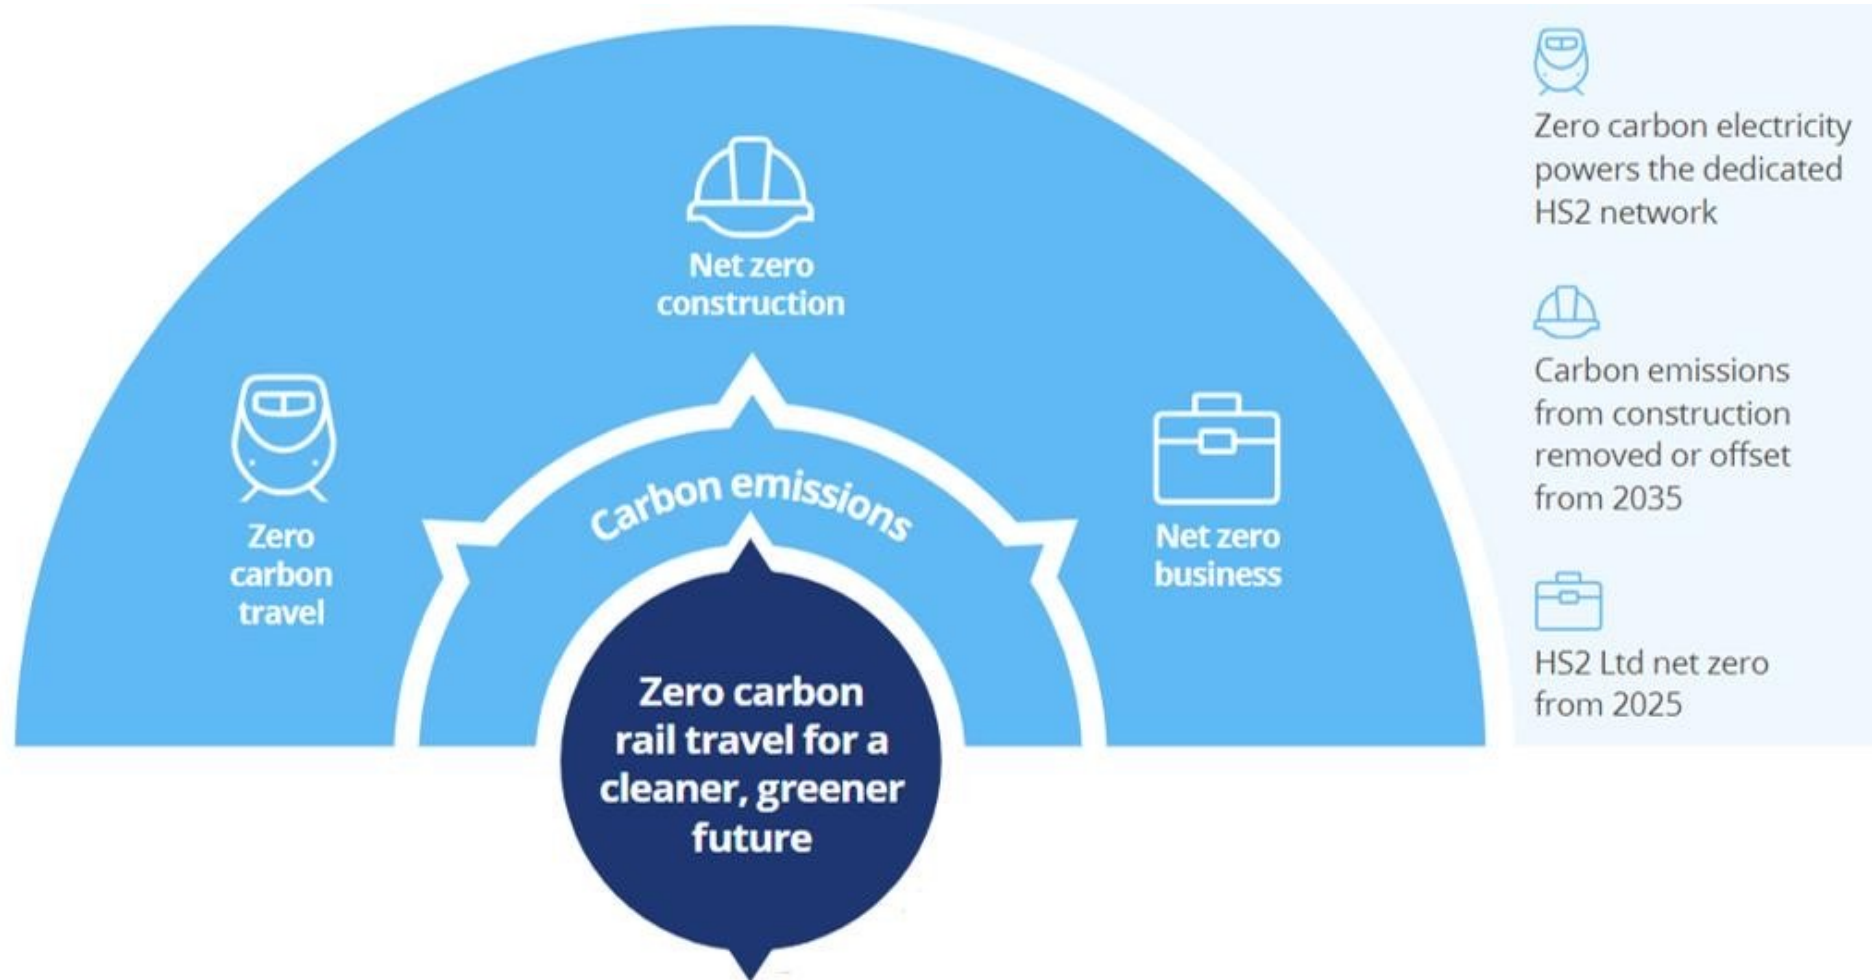 Net zero
construction
Zero
carbon
travel
Net zero
business
Carbon emissions
Zero carbon
rail travel for a
cleaner, greener
future
Zero carbon electricity
powers the dedicated
HS2 network
Carbon emissions
from construction
removed or offset
from 2035
HS2 Ltd net zero
from 2025